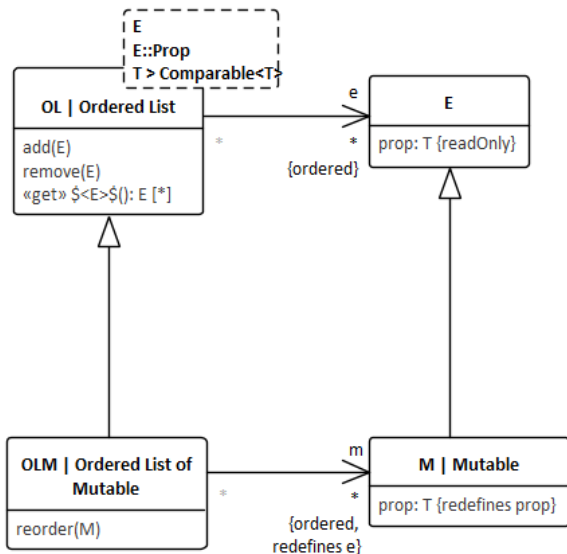 E
E::Prop
T > Comparable<T>
OL | Ordered List
add(E)
remove(E)
«get» $<E>$(): E [*]
e
*
*
{ordered}
E
prop: T {readOnly}
OLM | Ordered List of
Mutable
reorder(M)
m
*
*
{ordered,
redefines e}
M | Mutable
prop: T {redefines prop}